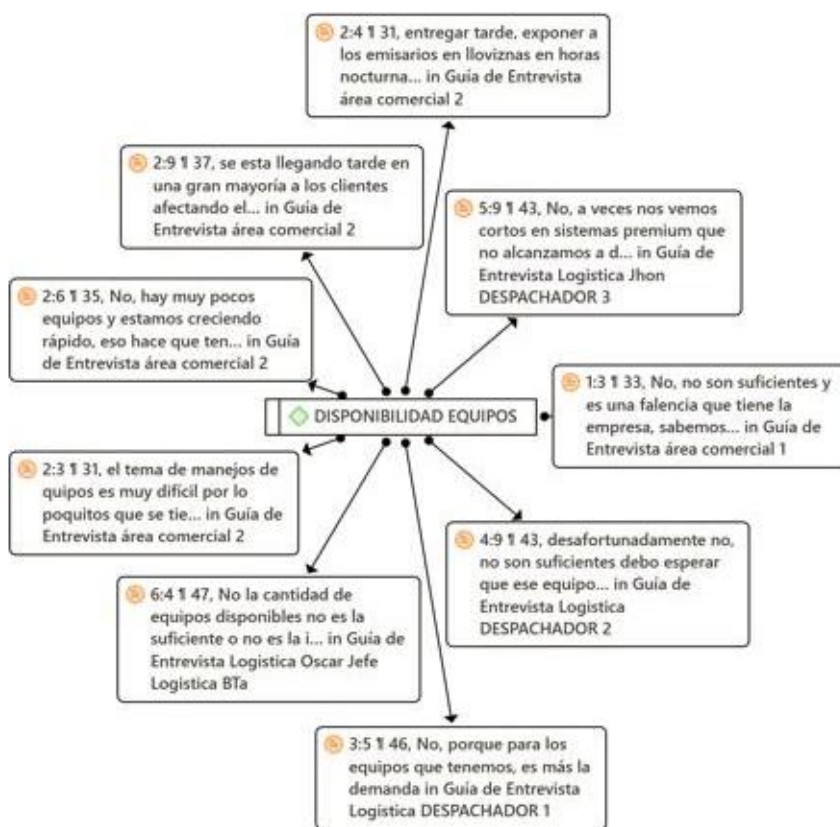 2:4 ¶ 31, entregar tarde, exponer a
los emisarios en lloviznas en horas
nocturna... in Guía de Entrevista
área comercial 2
2:9 ¶ 37, se esta llegando tarde en
una gran mayoría a los clientes
afectando el... in Guía de
Entrevista área comercial 2
5:9 ¶ 43, No, a veces nos vemos
cortos en sistemas premium que
no alcanzamos a d... in Guía de
Entrevista Logistica Jhon
DESPACHADOR 3
2:6 ¶ 35, No, hay muy pocos
equipos y estamos creciendo
rápido, eso hace que ten... in Guía
de Entrevista área comercial 2
1:3 ¶ 33, No, no son suficientes y
es una falencia que tiene la
empresa, sabemos... in Guía de
Entrevista área comercial 1
DISPONIBILIDAD EQUIPOS
2:3 ¶ 31, el tema de manejos de
quipos es muy difícil por lo
poquitos que se tie... in Guía de
Entrevista área comercial 2
4:9 ¶ 43, desafortunadamente no,
no son suficientes debo esperar
que ese equipo... in Guía de
Entrevista Logistica
DESPACHADOR 2
6:4 ¶ 47, No la cantidad de
equipos disponibles no es la
suficiente o no es la i... in Guía de
Entrevista Logistica Oscar Jefe
Logistica BTa
3:5 ¶ 46, No, porque para los
equipos que tenemos, es más la
demanda in Guía de Entrevista
Logística DESPACHADOR 1